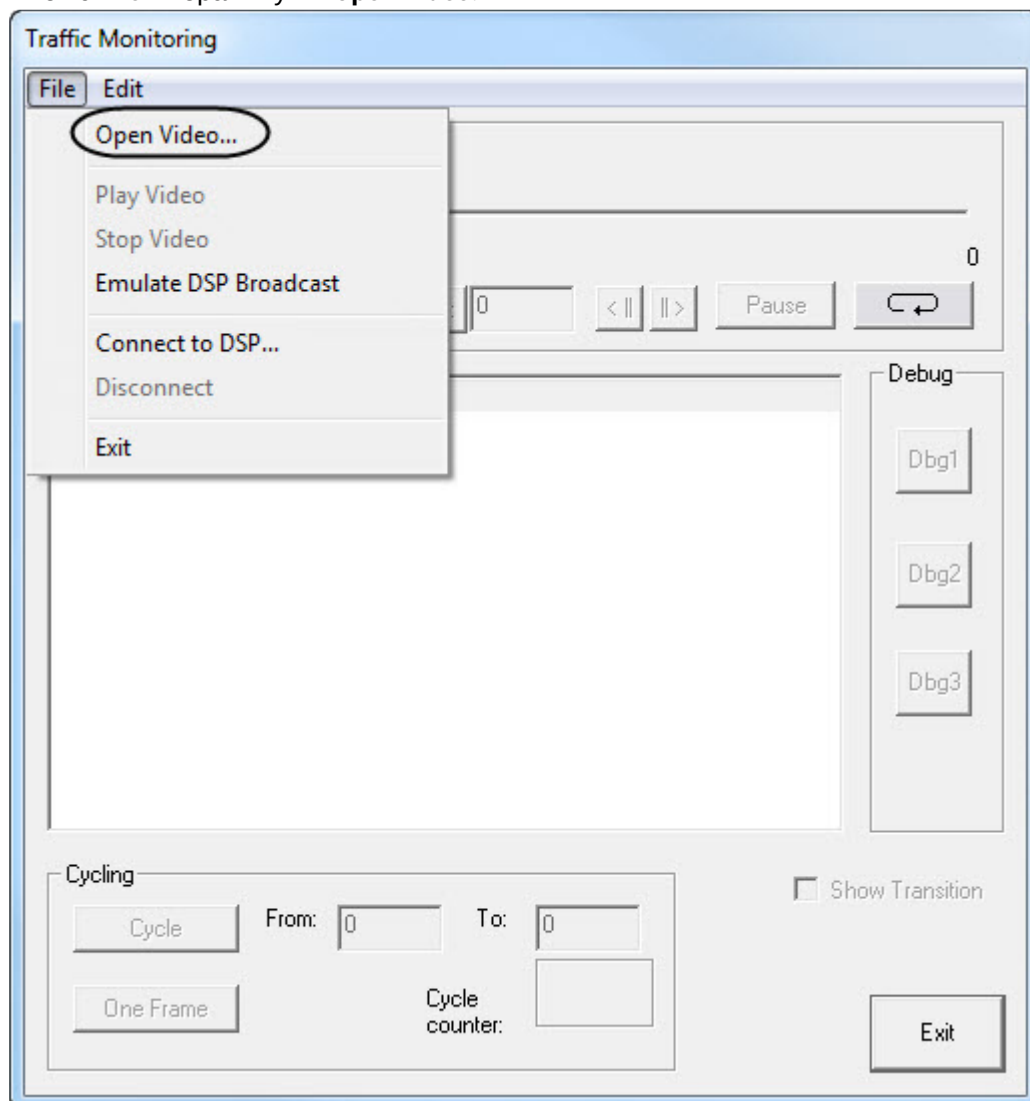 Traffic Monitoring
File Edit
Open Video...
Play Video
Stop Video
Emulate DSP Broadcast
Connect to DSP...
Disconnect
Exit
0
0 <|| ||> Pause
Debug
Dbg1
Dbg2
Dbg3
Cycling
Cycle From: 0 To: 0
Show Transition
One Frame Cycle counter:
Exit